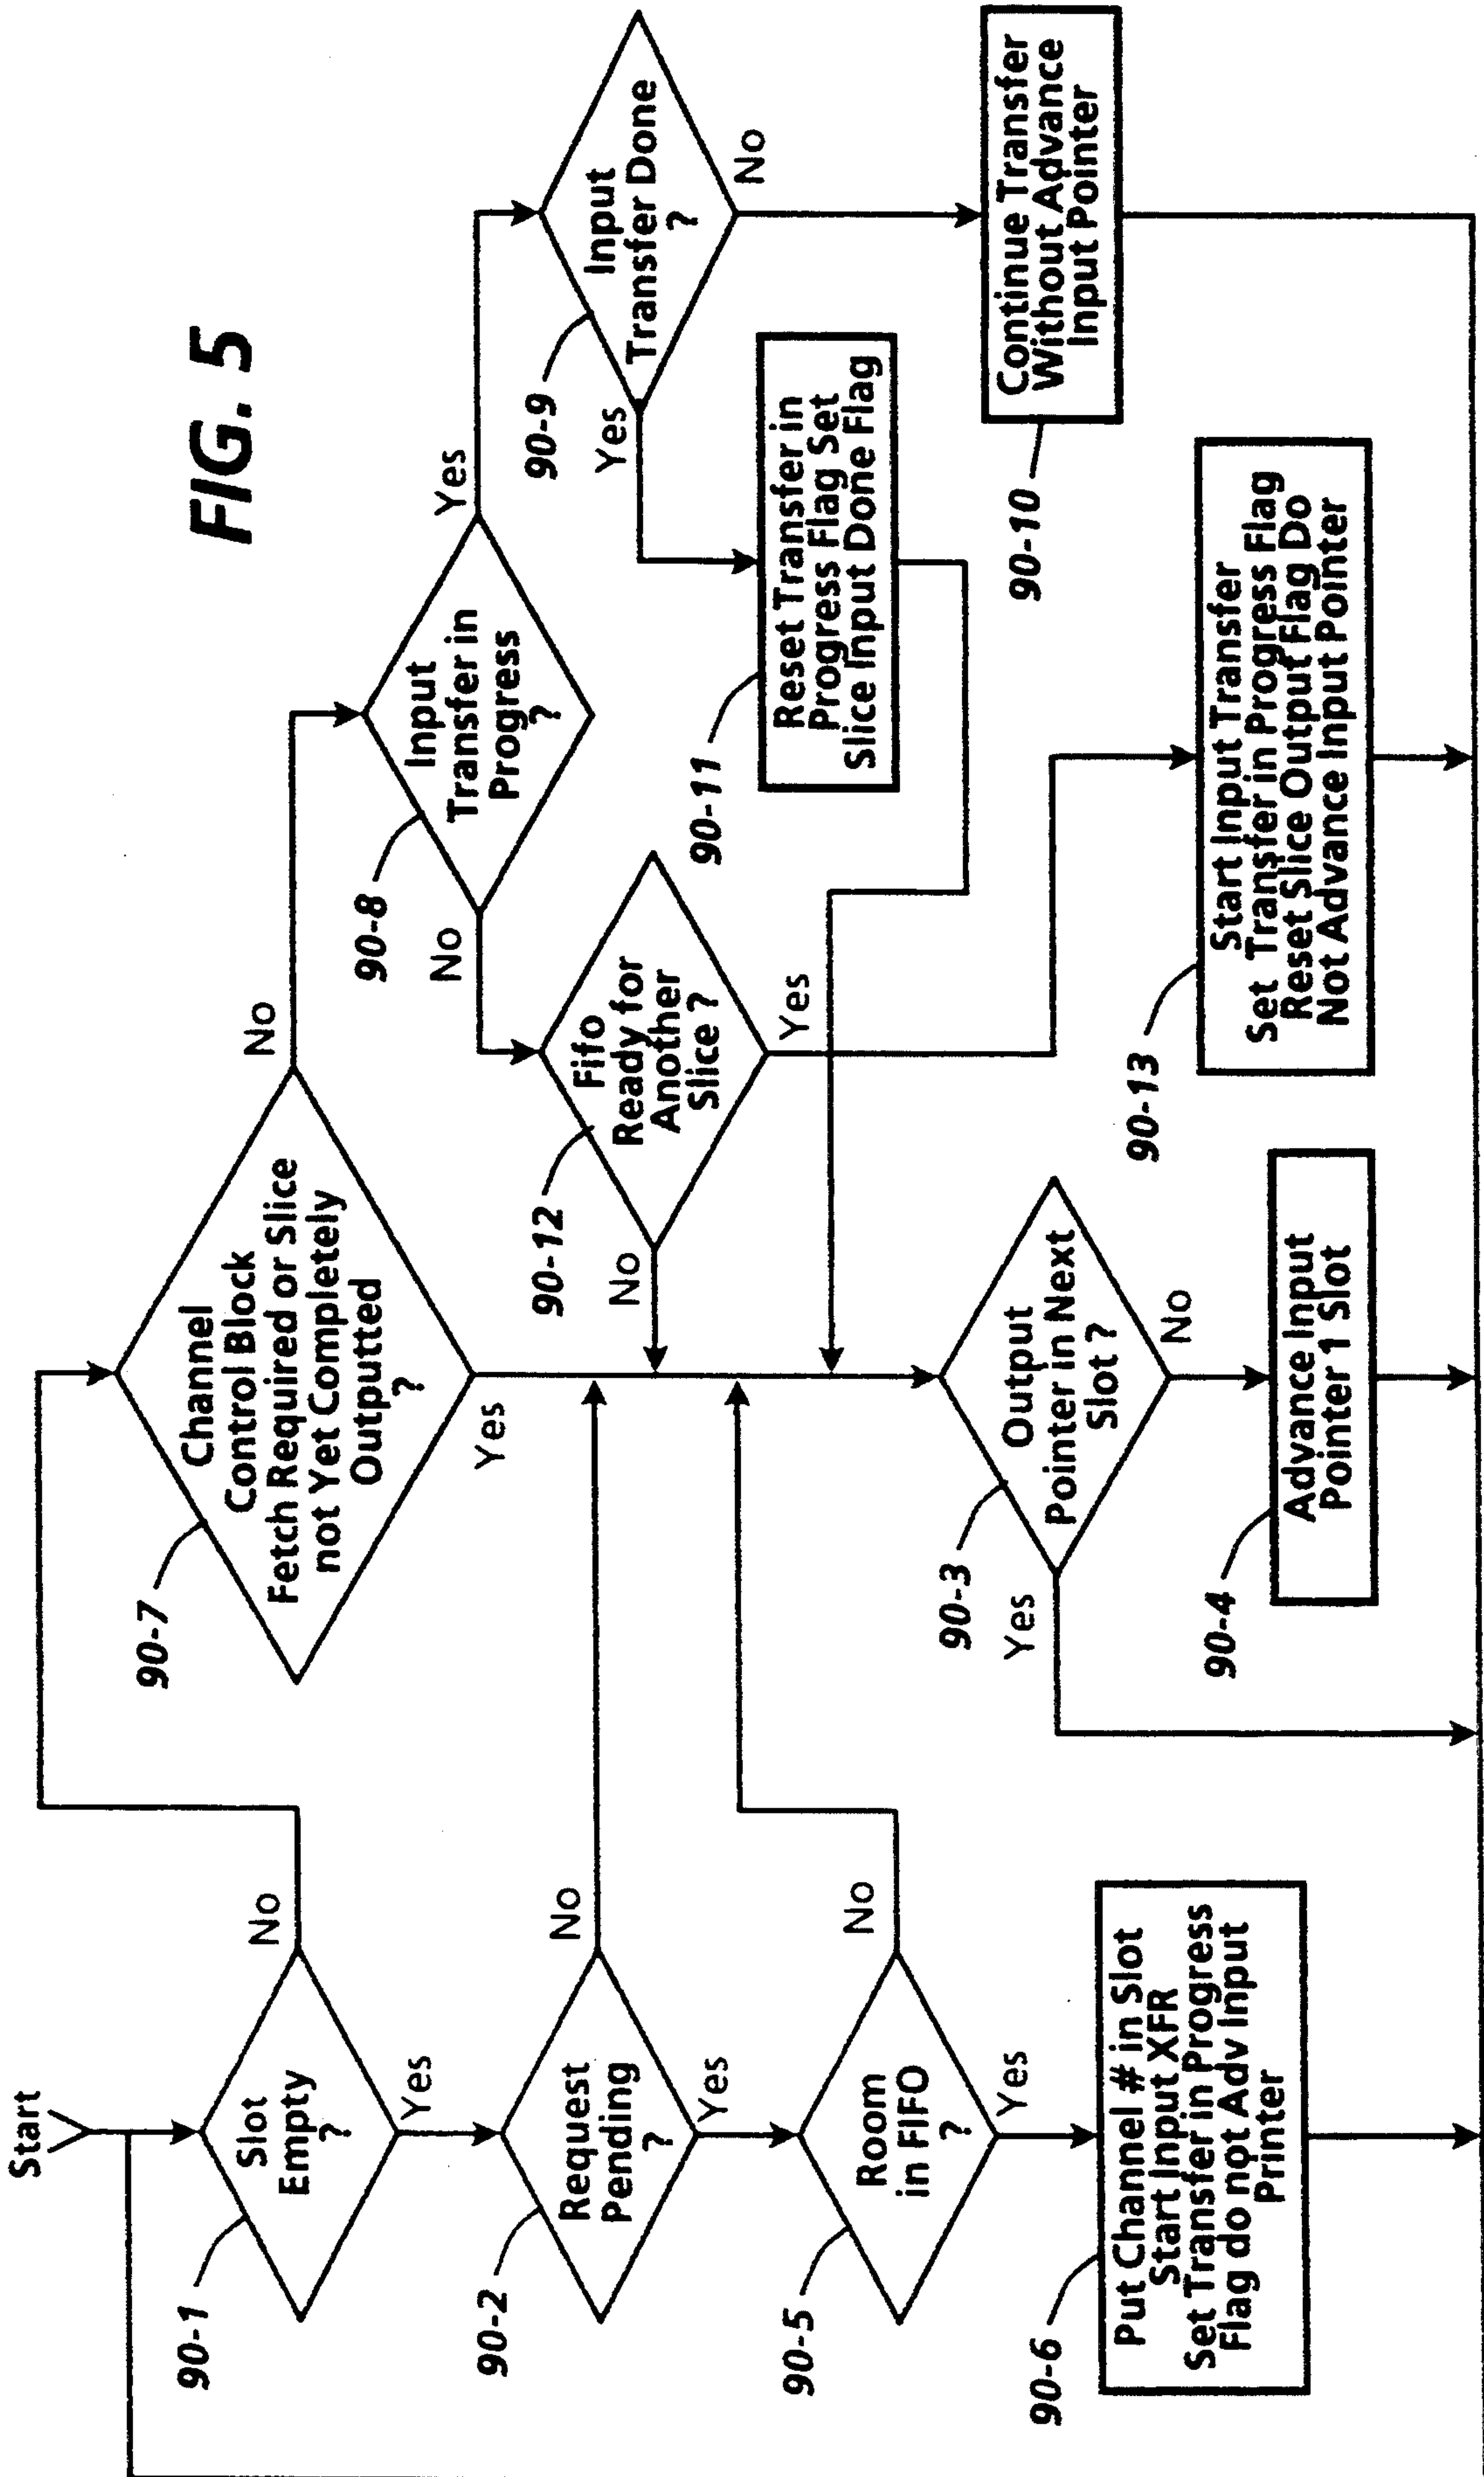 FIG. 5
Start
Slot
Empty
?
90-1
No
Yes
Request
Pending
?
90-2
No
Yes
Room
in FIFO
?
90-5
No
Yes
Put Channel # in Slot
Start Input XFR
Set Transfer in Progress
Flag do not Adv Input
Printer
90-6
Channel
Control Block
Fetch Required or Slice
not Yet Completely
Outputted
?
90-7
No
Yes
Output
Pointer in Next
Slot ?
90-3
Yes
No
Advance Input
Pointer 1 Slot
90-4
Input
Transfer in
Progress
?
90-8
No
Yes
Fifo
Ready for
Another
Slice ?
90-12
No
Yes
Input
Transfer Done
?
90-9
Yes
No
Reset Transfer in
Progress Flag Set
Slice Input Done Flag
90-11
Continue Transfer
Without Advance
Input Pointer
90-10
Start Input Transfer
Set Transfer in Progress Flag
Reset Slice Output Flag Do
Not Advance Input Pointer
90-13